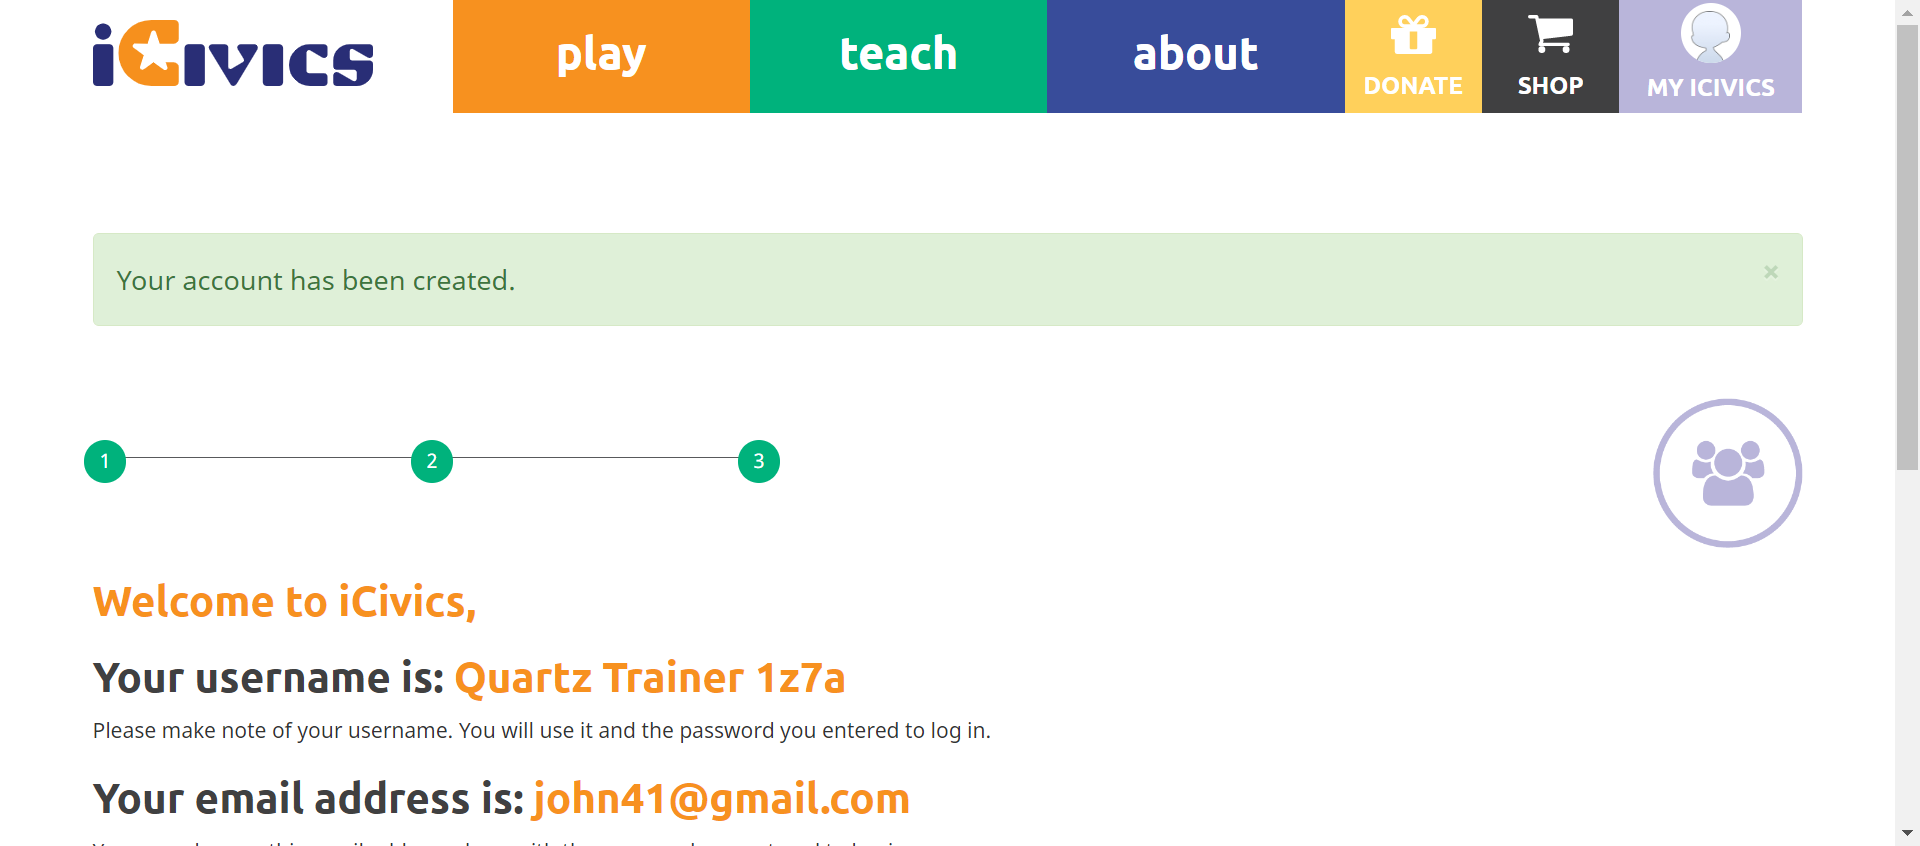 iCivics
play
teach
about
DONATE
SHOP
MY ICIVICS
Your account has been created.
×
1
2
3
Welcome to iCivics,
Your username is: Quartz Trainer 1z7a
Please make note of your username. You will use it and the password you entered to log in.
Your email address is: john41@gmail.com